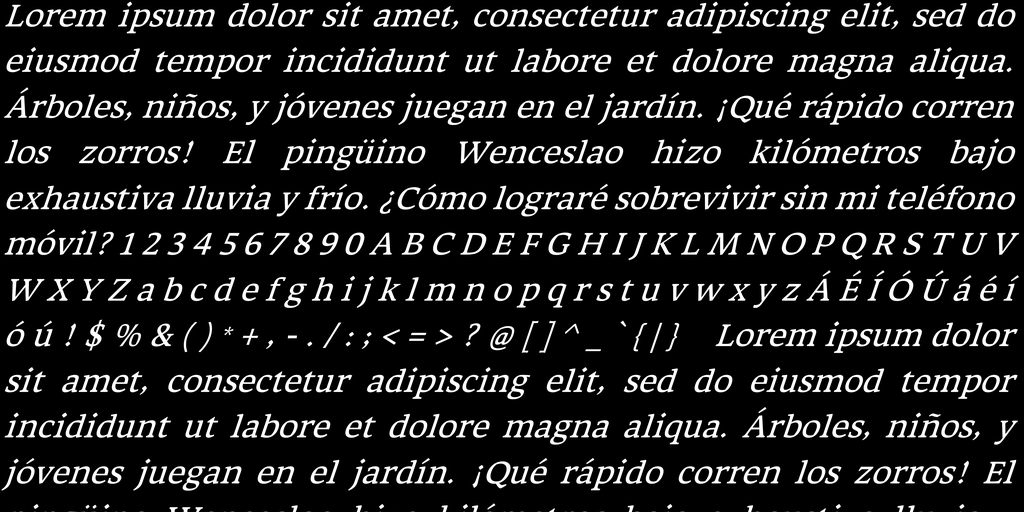 Lorem ipsum dolor sit amet, consectetur adipiscing elit, sed do
eiusmod tempor incididunt ut labore et dolore magna aliqua.
Árboles, niños, y jóvenes juegan en el jardín. ¡Qué rápido corren
los zorros! El pingüino Wenceslao hizo kilómetros bajo
exhaustiva lluvia y frío. ¿Cómo lograré sobrevivir sin mi teléfono
móvil? 1 2 3 4 5 6 7 8 9 0 A B C D E F G H I J K L M N O P Q R S T U V
W X Y Z a b c d e f g h i j k l m n o p q r s t u v w x y z Á É Í Ó Ú á é í
ó ú ! $ % & ( ) * + , - . / : ; < = > ? @ [ ] ^ _ ` { | } Lorem ipsum dolor
sit amet, consectetur adipiscing elit, sed do eiusmod tempor
incididunt ut labore et dolore magna aliqua. Árboles, niños, y
jóvenes juegan en el jardín. ¡Qué rápido corren los zorros! El